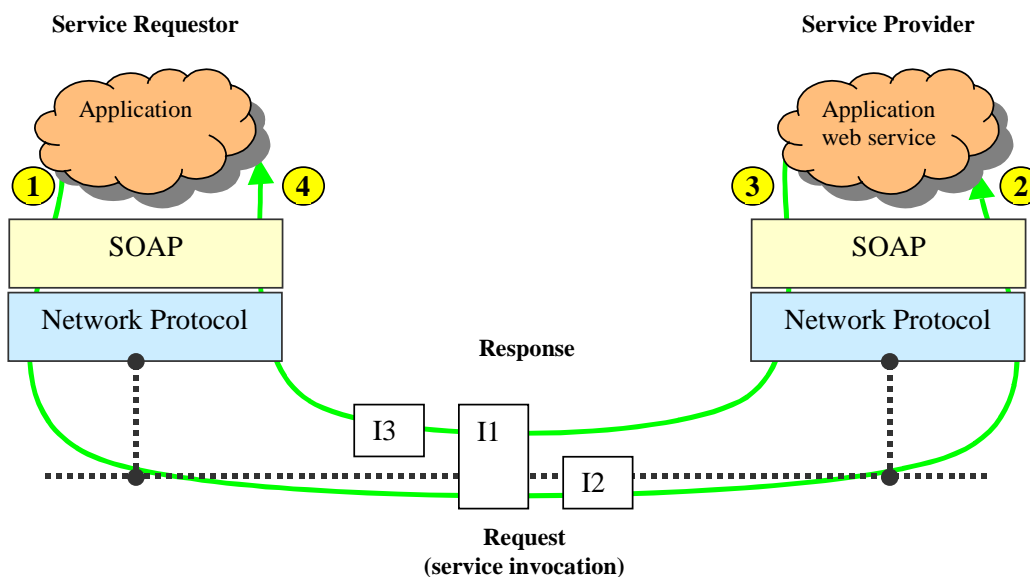 Service Requestor
Service Provider
Application
Application
web service
1
4
3
2
SOAP
SOAP
Network Protocol
Network Protocol
Response
I3
I1
I2
Request
(service invocation)